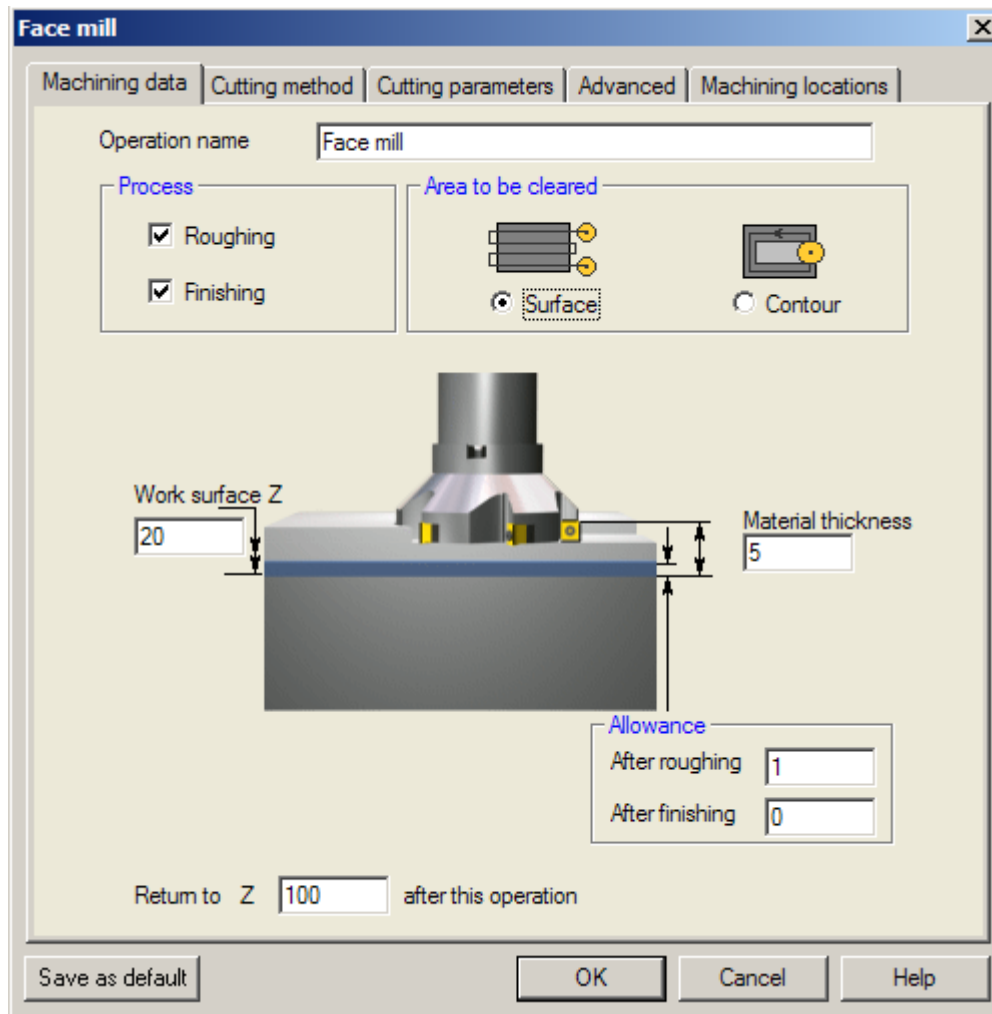 Face mill
Machining data Cutting method Cutting parameters Advanced Machining locations
Operation name Face mill
Process Area to be cleared
Roughing
Finishing
Surface Contour
Work surface Z
20
Material thickness
5
Allowance
After roughing 1
After finishing 0
Return to Z 100 after this operation
Save as default OK Cancel Help